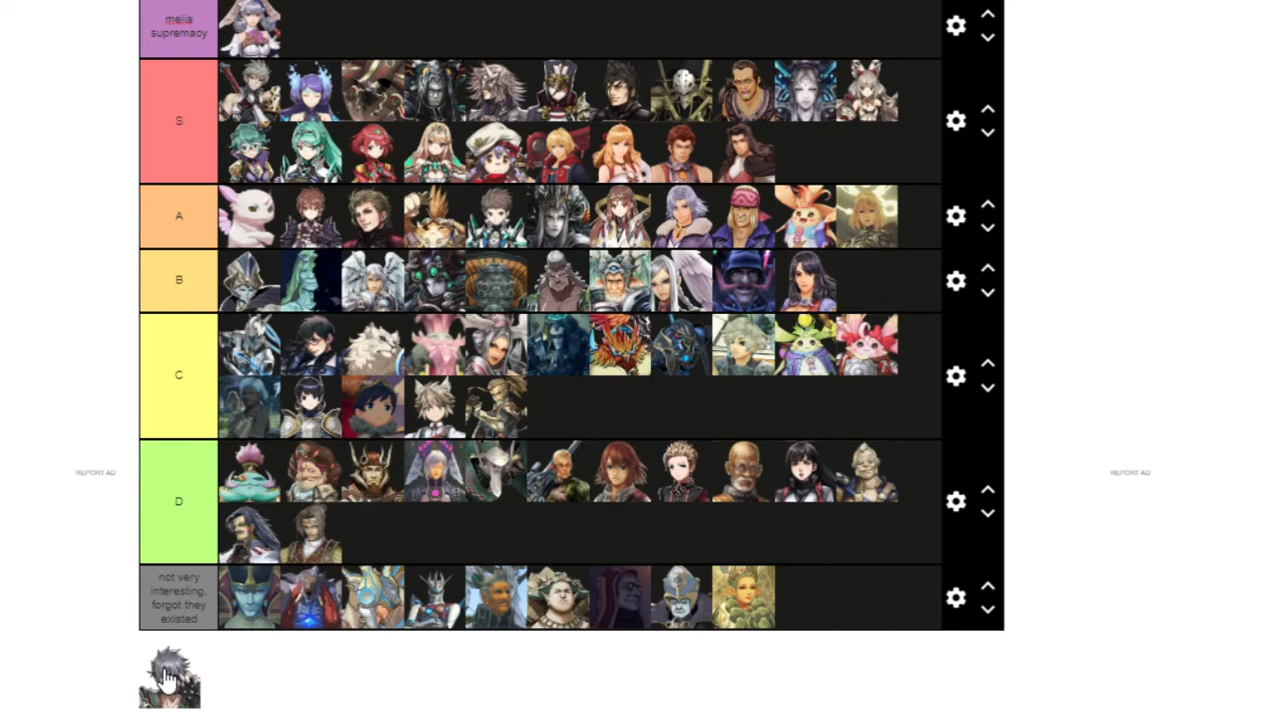 melia
supremacy
S
A
B
C
REPORT AD
REPORT AD
D
not very
interesting,
forgot they
existed